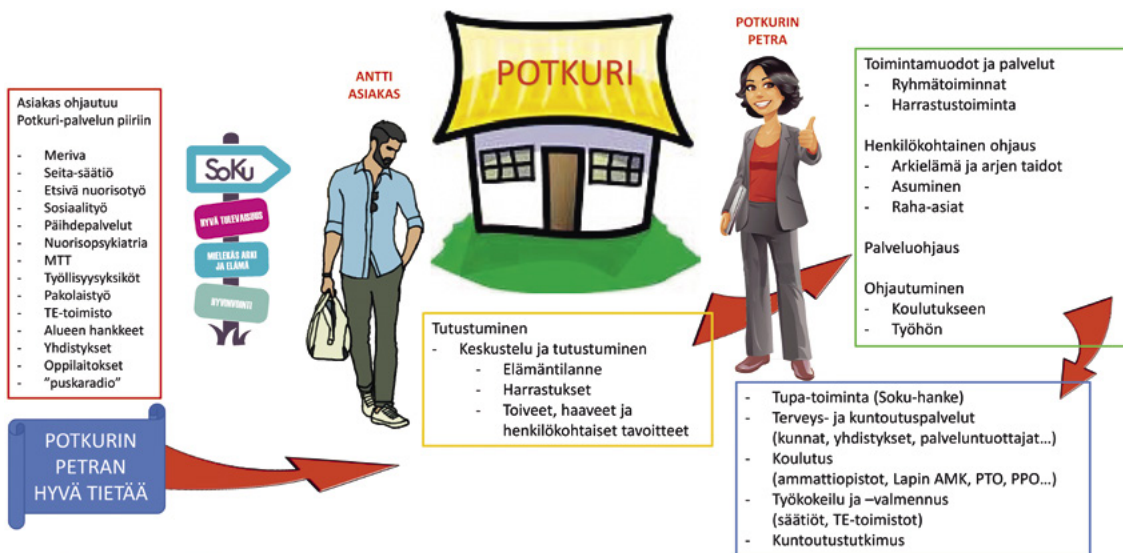 Asiakas ohjautuu
Potkuri-palvelun piiriin
- Meriva
- Seita-säätiö
- Etsivä nuorisotyö
- Sosiaalityö
- Päihdepalvelut
- Nuorisopsykiatria
- MTT
- Työllisyysyksiköt
- Pakolaistyö
- TE-toimisto
- Alueen hankkeet
- Yhdistykset
- Oppilaitokset
- ”puskaradio”
POTKURIN
PETRAN
HYVÄ TIETÄÄ
SoKu
HYVÄ TULEVAISUUS
MIELEKÄS ARKI
JA ELÄMÄ
HYVINVOINTI
ANTTI
ASIAKAS
POTKURI
Tutustuminen
- Keskustelu ja tutustuminen
- Elämäntilanne
- Harrastukset
- Toiveet, haaveet ja
henkilökohtaiset tavoitteet
POTKURIN
PETRA
Toimintamuodot ja palvelut
- Ryhmätoiminnat
- Harrastustoiminta
Henkilökohtainen ohjaus
- Arkielämä ja arjen taidot
- Asuminen
- Raha-asiat
Palveluohjaus
Ohjautuminen
- Koulutukseen
- Työhön
- Tupa-toiminta (Soku-hanke)
- Terveys- ja kuntoutuspalvelut
(kunnat, yhdistykset, palveluntuottajat...)
- Koulutus
(ammattiopistot, Lapin AMK, PTO, PPO...)
- Työkokeilu ja –valmennus
(säätiöt, TE-toimistot)
- Kuntoutustutkimus